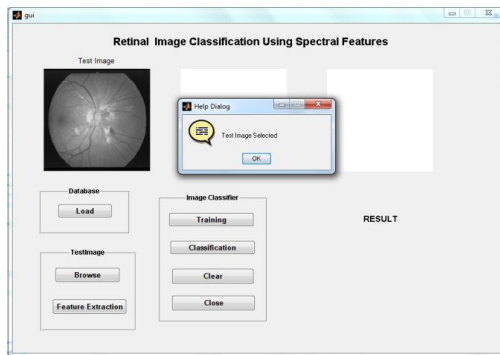 gui
Retinal Image Classification Using Spectral Features
Test Image
Help Dialog
Test Image Selected
OK
Database
Load
TestImage
Browse
Feature Extraction
Image Classifier
Training
Classification
Clear
Close
RESULT